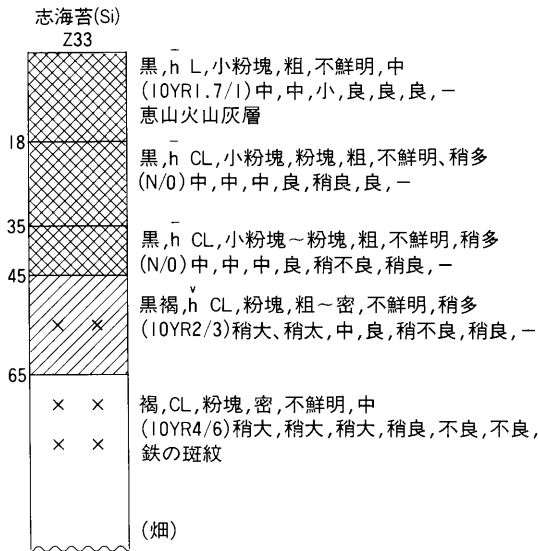 志海苔(Si)
Z33
黒,h̄ L,小粉塊,粗,不鮮明,中
(10YR1.7/1)中,中,小,良,良,良,−
恵山火山灰層
18
黒,h̄ CL,小粉塊,粉塊,粗,不鮮明、稍多
(N/0)中,中,中,良,稍良,良,−
35
黒,h̄ CL,小粉塊~粉塊,粗,不鮮明,稍多
(N/0)中,中,中,良,稍不良,稍良,−
45
黒褐,ȟ CL,粉塊,粗~密,不鮮明,稍多
(10YR2/3)稍大、稍太,中,良,稍不良,稍良,−
65
褐,CL,粉塊,密,不鮮明,中
(10YR4/6)稍大,稍大,稍大,稍良,不良,不良,
鉄の斑紋
(畑)